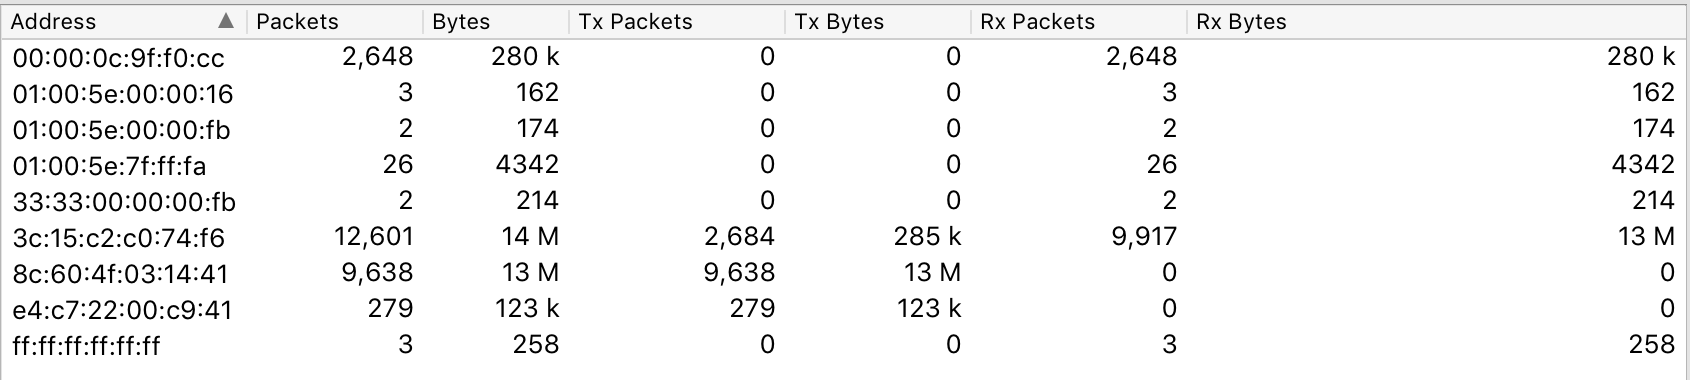 Address ▲ Packets Bytes Tx Packets Tx Bytes Rx Packets Rx Bytes
00:00:0c:9f:f0:cc 2,648 280 k 0 0 2,648 280 k
01:00:5e:00:00:16 3 162 0 0 3 162
01:00:5e:00:00:fb 2 174 0 0 2 174
01:00:5e:7f:ff:fa 26 4342 0 0 26 4342
33:33:00:00:00:fb 2 214 0 0 2 214
3c:15:c2:c0:74:f6 12,601 14 M 2,684 285 k 9,917 13 M
8c:60:4f:03:14:41 9,638 13 M 9,638 13 M 0 0
e4:c7:22:00:c9:41 279 123 k 279 123 k 0 0
ff:ff:ff:ff:ff:ff 3 258 0 0 3 258